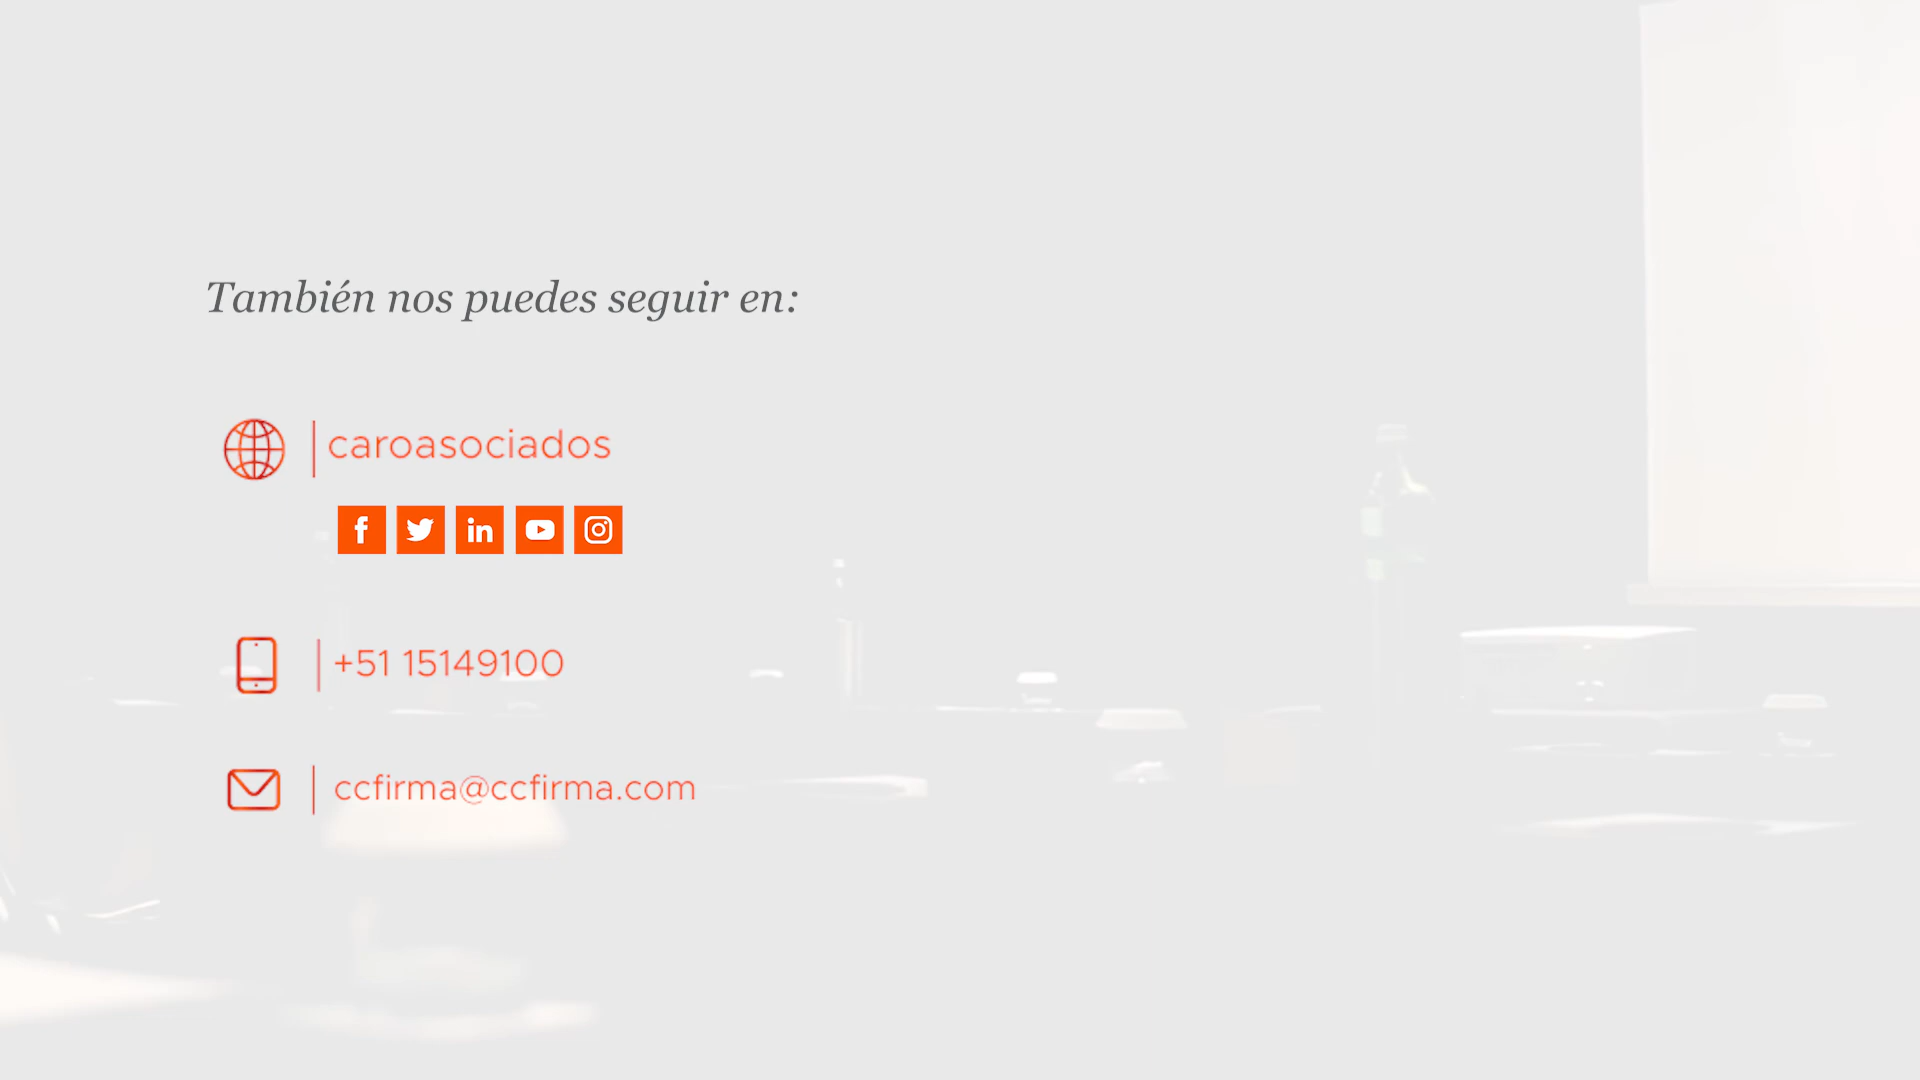 También nos puedes seguir en:
caroasociados
+51 15149100
ccfirma@ccfirma.com